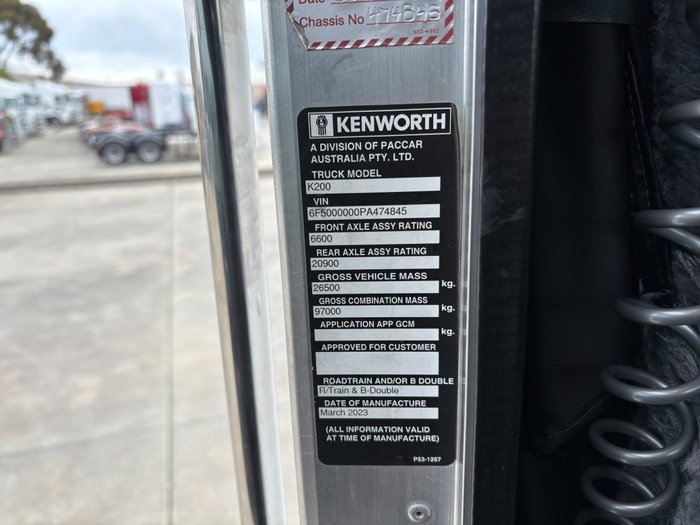 Date
Chassis No 474845
S53-4462
KENWORTH
A DIVISION OF PACCAR
AUSTRALIA PTY. LTD.
TRUCK MODEL
K200
VIN
6F5000000PA474845
FRONT AXLE ASSY RATING
6600
REAR AXLE ASSY RATING
20900
GROSS VEHICLE MASS
26500 kg.
GROSS COMBINATION MASS
97000 kg.
APPLICATION APP GCM
kg.
APPROVED FOR CUSTOMER
ROADTRAIN AND/OR B DOUBLE
R/Train & B-Double
DATE OF MANUFACTURE
March 2023
(ALL INFORMATION VALID
AT TIME OF MANUFACTURE)
P53-1267